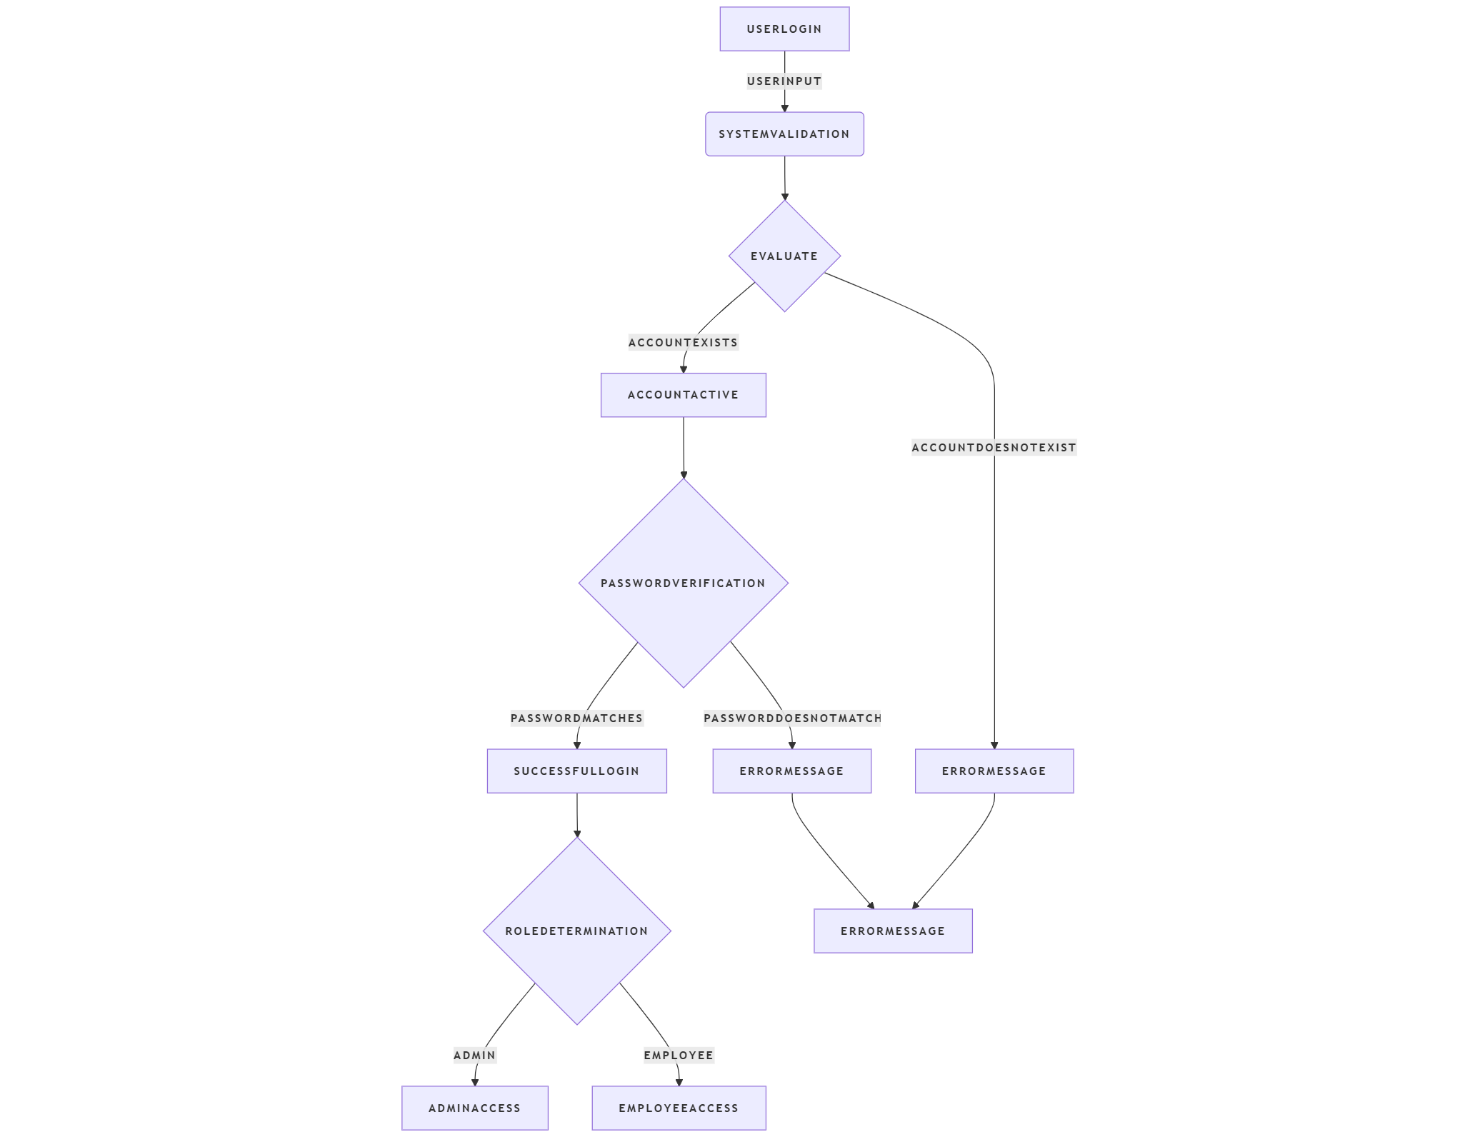 USERLOGIN
USERINPUT
SYSTEMVALIDATION
EVALUATE
ACCOUNTEXISTS
ACCOUNTACTIVE
ACCOUNTDOESNOTEXIST
PASSWORDVERIFICATION
PASSWORDMATCHES
PASSWORDDOESNOTMATCH
SUCCESSFULLOGIN
ERRORMESSAGE
ERRORMESSAGE
ROLEDETERMINATION
ERRORMESSAGE
ADMIN
EMPLOYEE
ADMINACCESS
EMPLOYEEACCESS